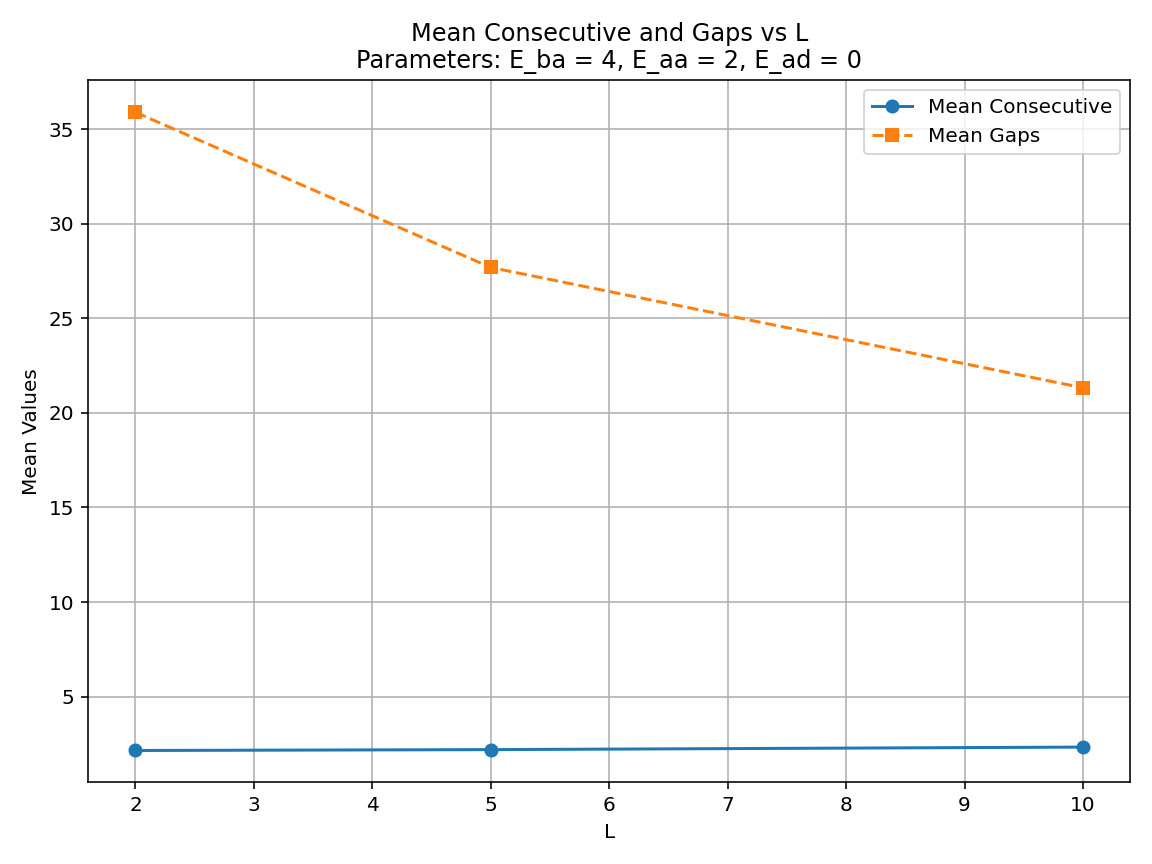 Mean Consecutive and Gaps vs L
Parameters: E_ba = 4, E_aa = 2, E_ad = 0
Mean Consecutive
Mean Gaps
Mean Values
35
30
25
20
15
10
5
2 3 4 5 6 7 8 9 10
L